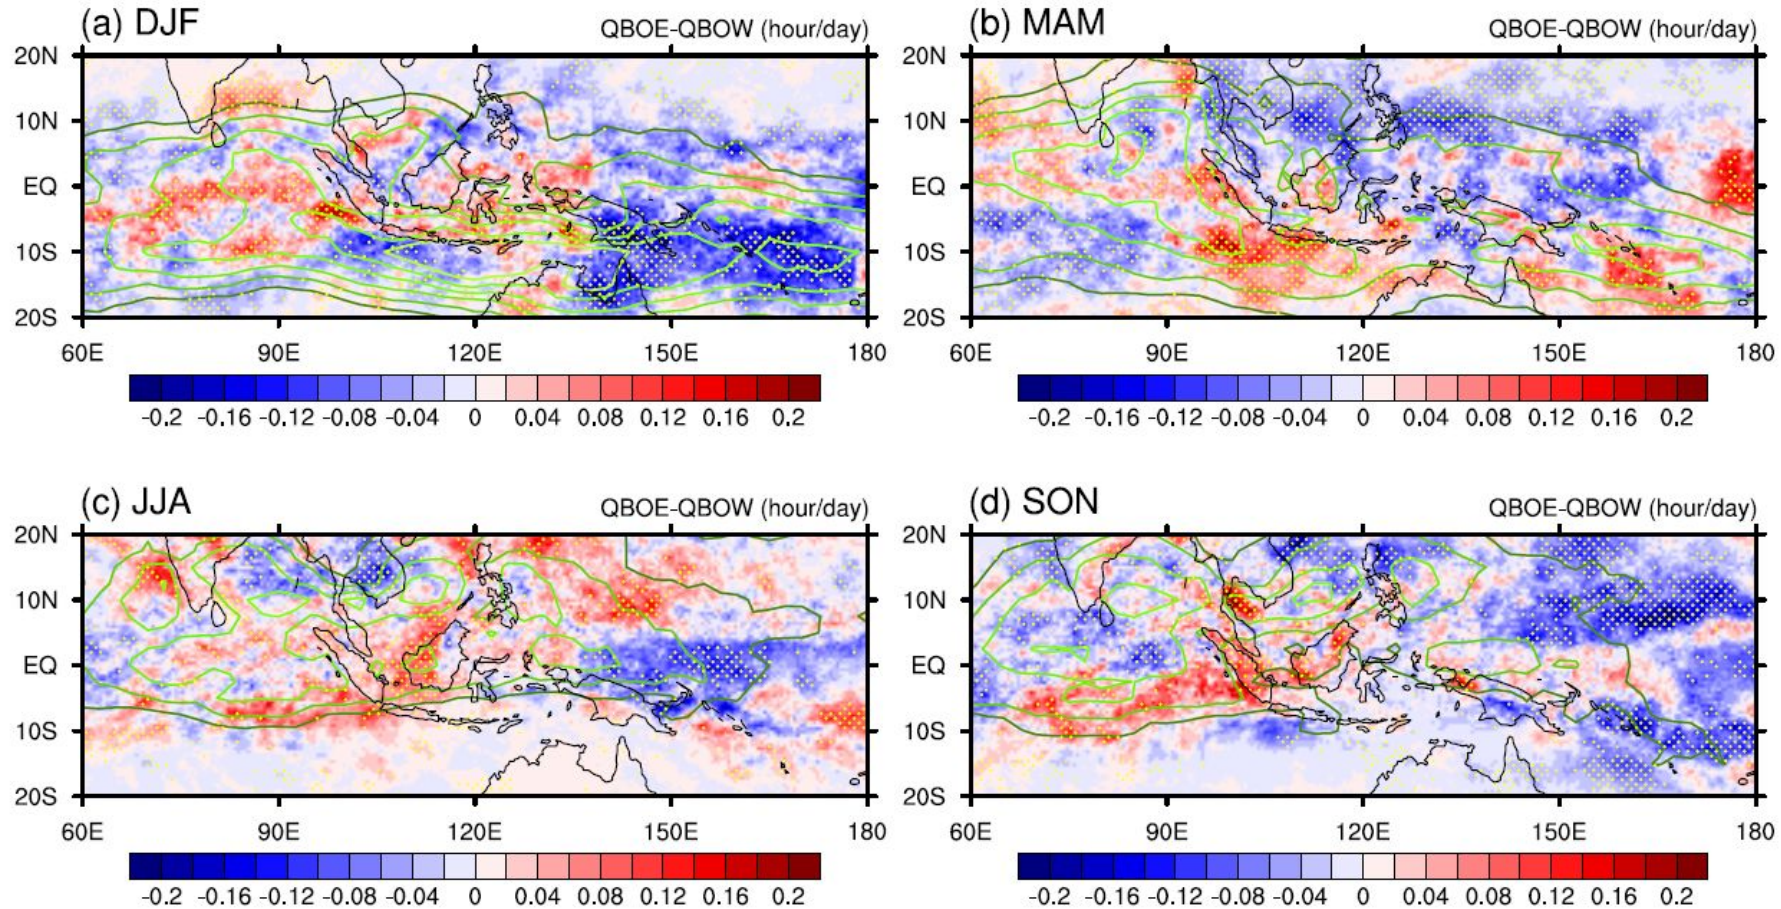 (a) DJF QBOE-QBOW (hour/day)
20N
10N
EQ
10S
20S
60E 90E 120E 150E 180
-0.2 -0.16 -0.12 -0.08 -0.04 0 0.04 0.08 0.12 0.16 0.2
(b) MAM QBOE-QBOW (hour/day)
20N
10N
EQ
10S
20S
60E 90E 120E 150E 180
-0.2 -0.16 -0.12 -0.08 -0.04 0 0.04 0.08 0.12 0.16 0.2
(c) JJA QBOE-QBOW (hour/day)
20N
10N
EQ
10S
20S
60E 90E 120E 150E 180
-0.2 -0.16 -0.12 -0.08 -0.04 0 0.04 0.08 0.12 0.16 0.2
(d) SON QBOE-QBOW (hour/day)
20N
10N
EQ
10S
20S
60E 90E 120E 150E 180
-0.2 -0.16 -0.12 -0.08 -0.04 0 0.04 0.08 0.12 0.16 0.2